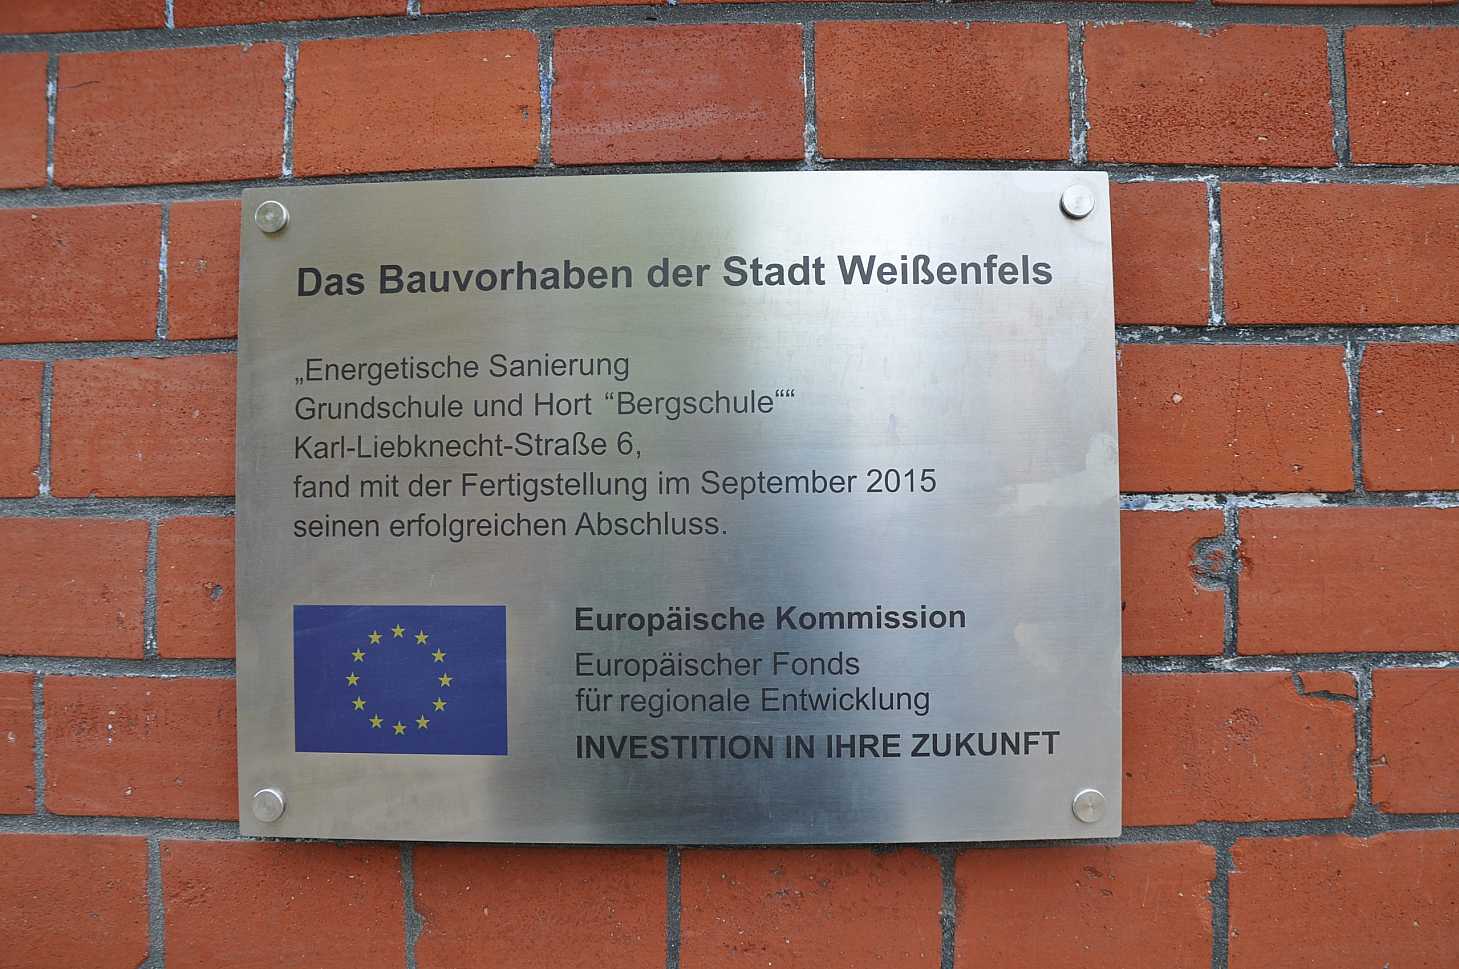 Das Bauvorhaben der Stadt Weißenfels
„Energetische Sanierung
Grundschule und Hort “Bergschule““
Karl-Liebknecht-Straße 6,
fand mit der Fertigstellung im September 2015
seinen erfolgreichen Abschluss.
Europäische Kommission
Europäischer Fonds
für regionale Entwicklung
INVESTITION IN IHRE ZUKUNFT